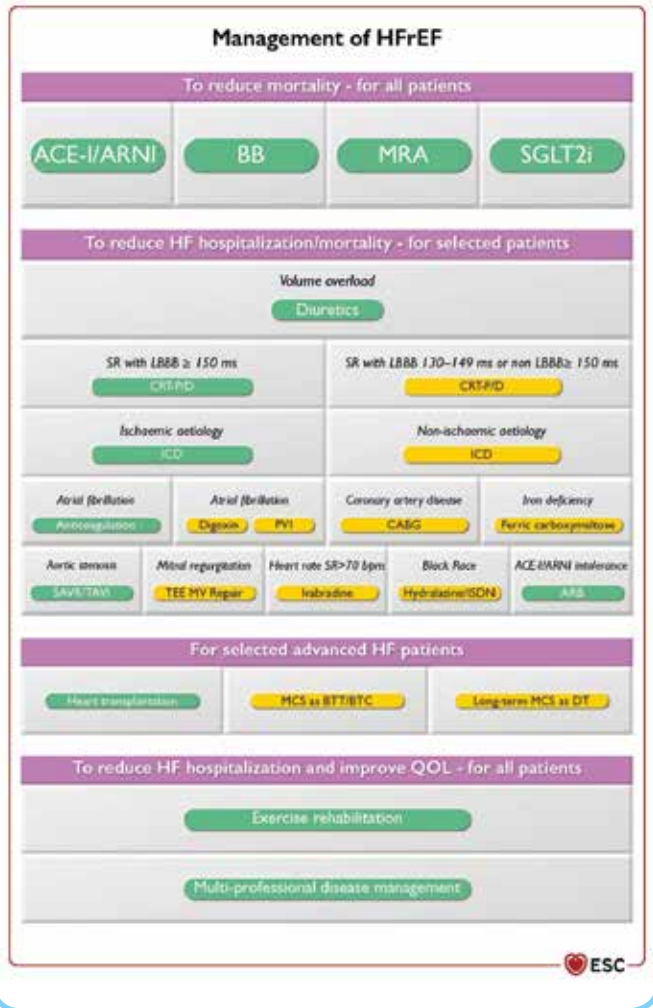 Management of HFrEF
To reduce mortality - for all patients
ACE-I/ARNI
BB
MRA
SGLT2i
To reduce HF hospitalization/mortality - for selected patients
Volume overload
Diuretics
SR with LBBB ≥ 150 ms
CRT-P/D
SR with LBBB 130–149 ms or non LBBB≥ 150 ms
CRT-P/D
Ischaemic aetiology
ICD
Non-ischaemic aetiology
ICD
Atrial fibrillation
Anticoagulation
Atrial fibrillation
Digoxin
PVI
Coronary artery disease
CABG
Iron deficiency
Ferric carboxymaltose
Aortic stenosis
SAVR/TAVI
Mitral regurgitation
TEE MV Repair
Heart rate SR>70 bpm
Ivabradine
Black Race
Hydralazine/ISDN
ACE-I/ARNI intolerance
ARB
For selected advanced HF patients
Heart transplantation
MCS as BTT/BTC
Long-term MCS as DT
To reduce HF hospitalization and improve QOL - for all patients
Exercise rehabilitation
Multi-professional disease management
ESC